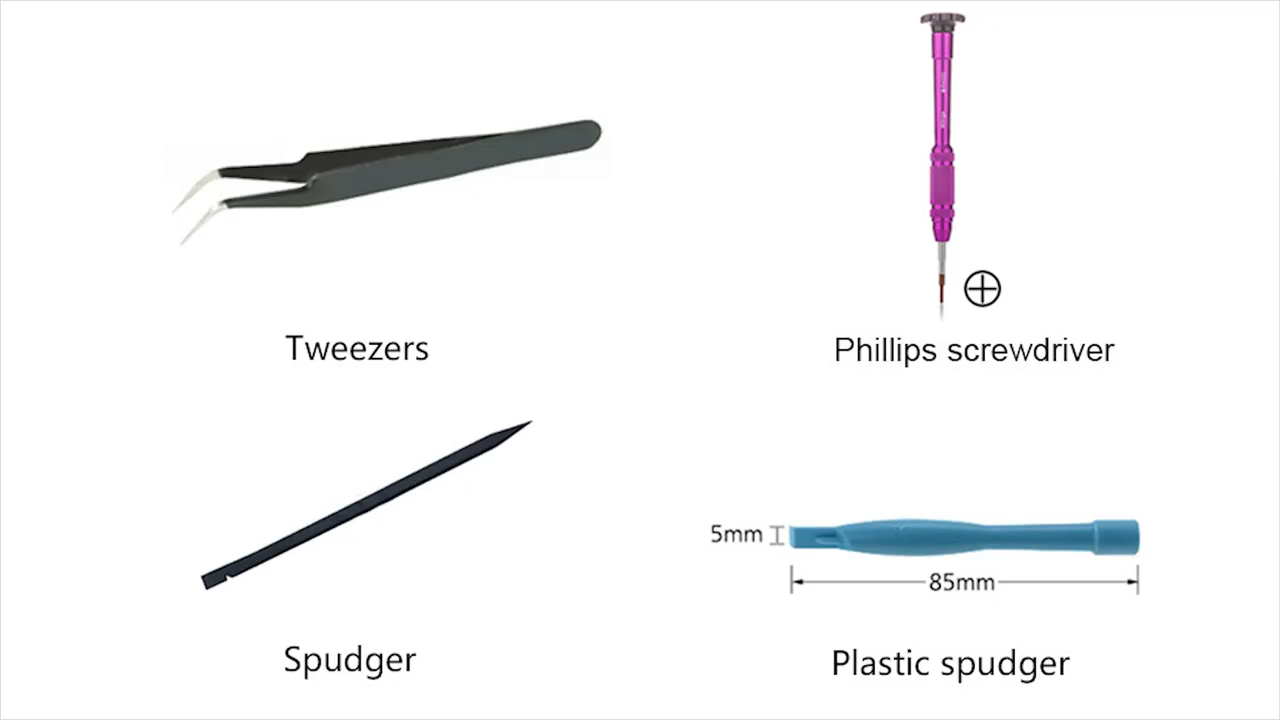 Tweezers
Phillips screwdriver
Spudger
5mm
85mm
Plastic spudger